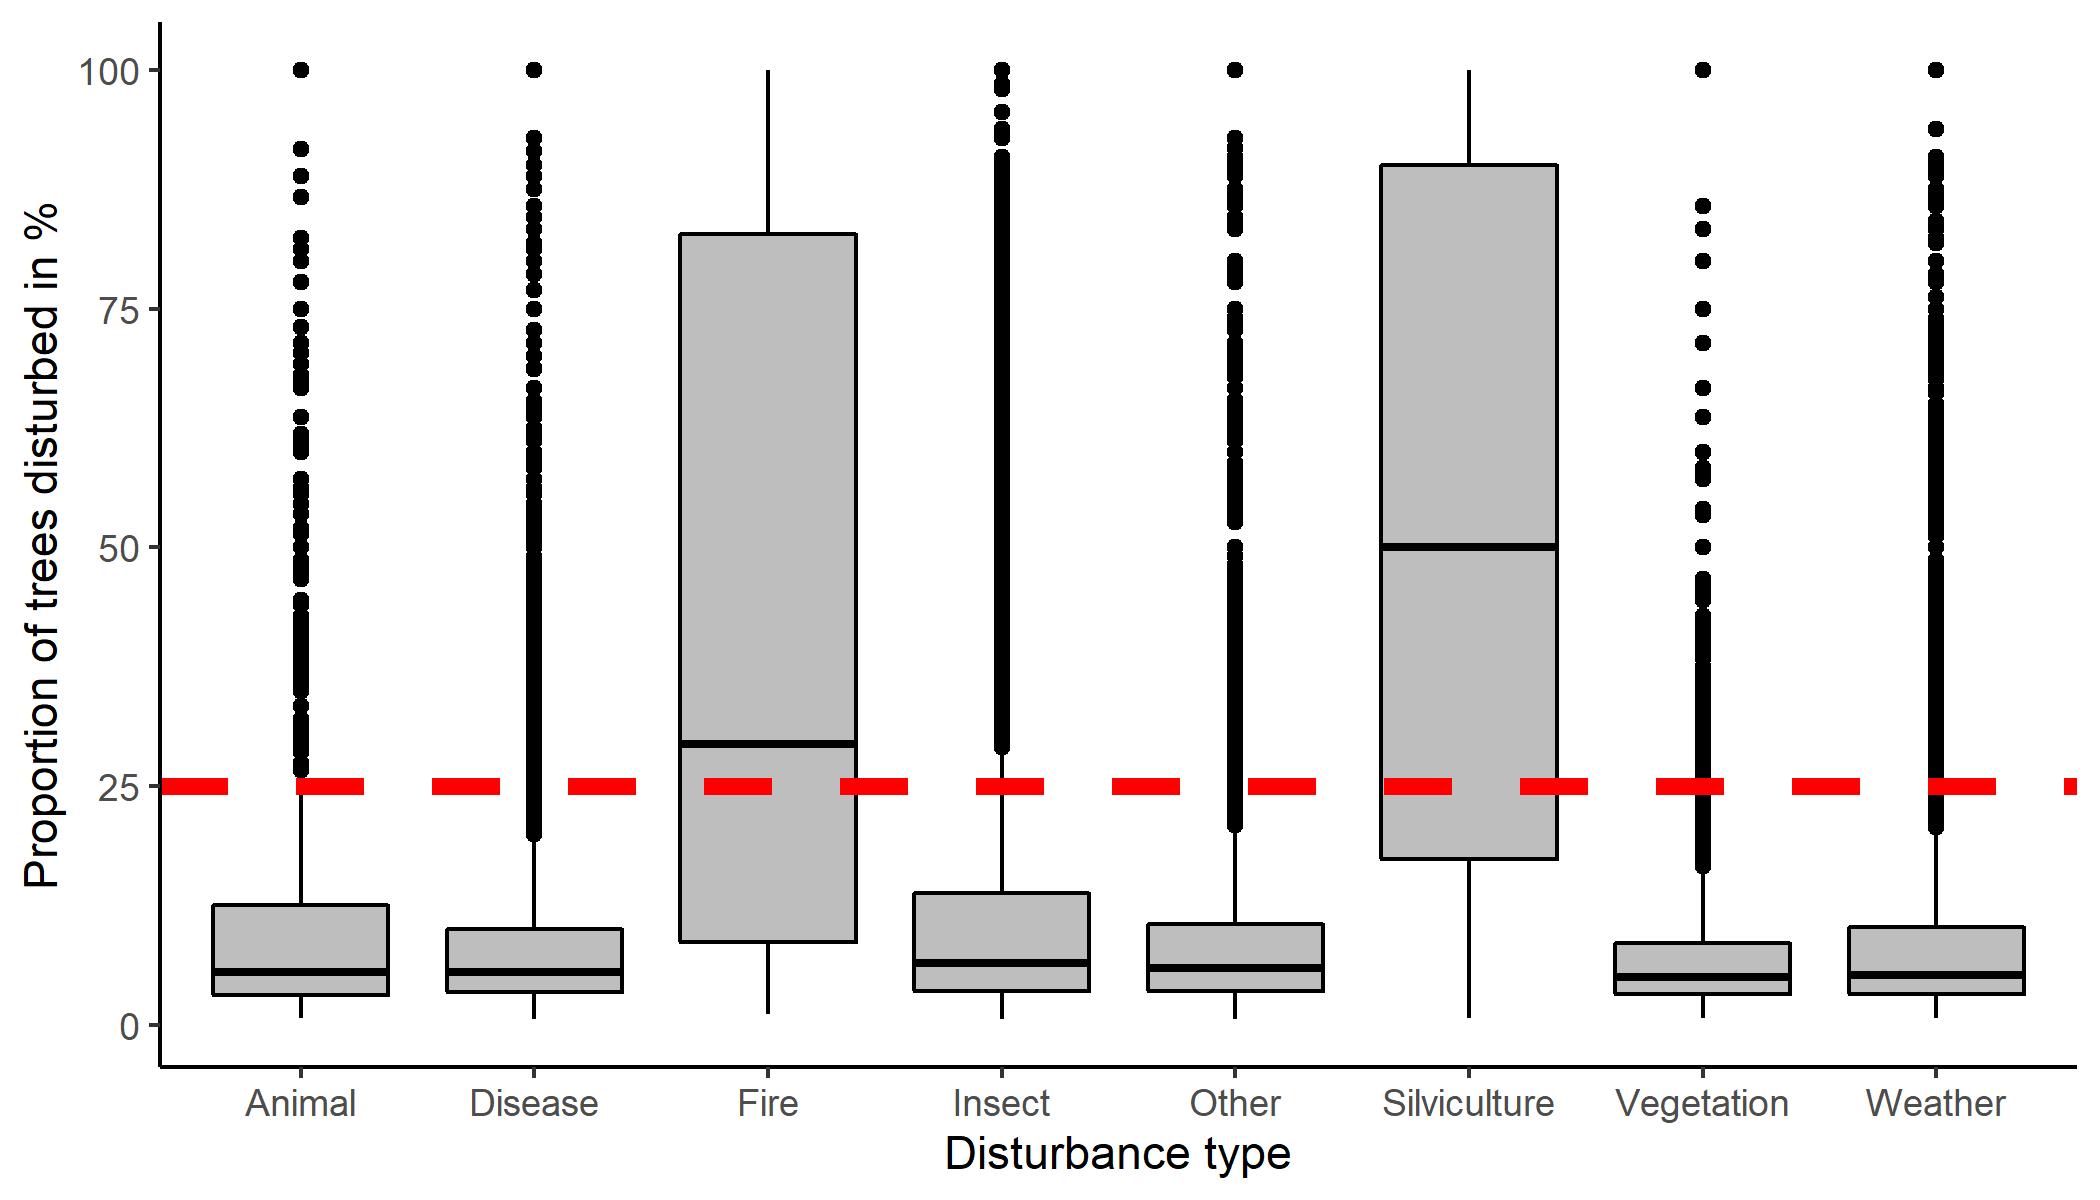 Proportion of trees disturbed in %
100
75
50
25
0
Animal Disease Fire Insect Other Silviculture Vegetation Weather
Disturbance type